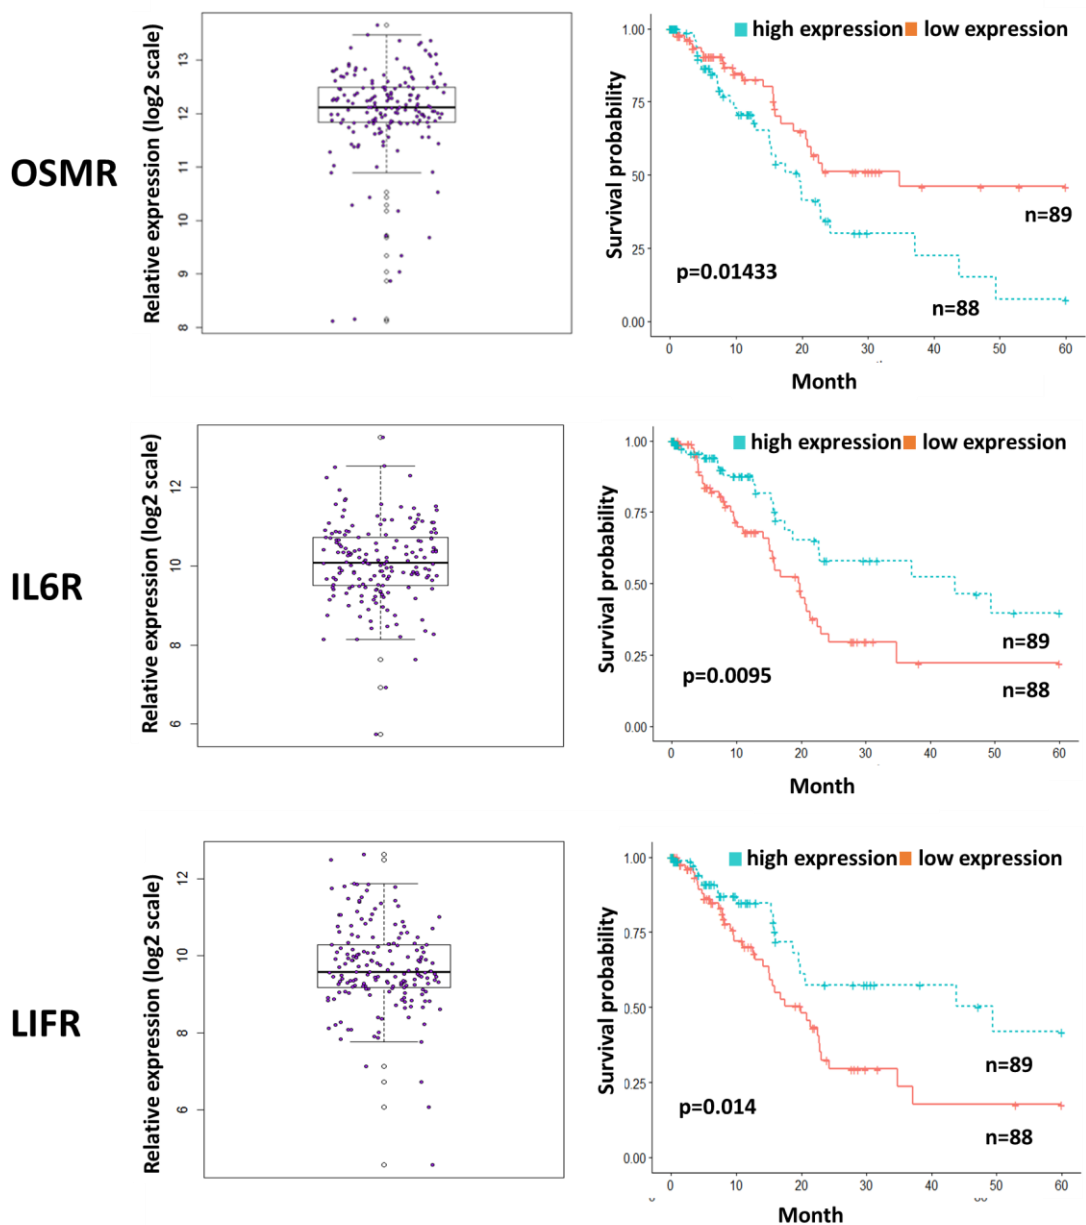 OSMR
Relative expression (log2 scale)
13
12
11
10
9
8
high expression low expression
Survival probability
1.00
75
50
25
0.00
n=89
p=0.01433
n=88
0 10 20 30 40 50 60
Month
IL6R
Relative expression (log2 scale)
12
10
8
6
high expression low expression
Survival probability
1.00
0.75
0.50
0.25
0.00
n=89
p=0.0095
n=88
0 10 20 30 40 50 60
Month
LIFR
Relative expression (log2 scale)
12
10
8
6
high expression low expression
Survival probability
1.00
0.75
0.50
0.25
0.00
n=89
p=0.014
n=88
0 10 20 30 40 50 60
Month